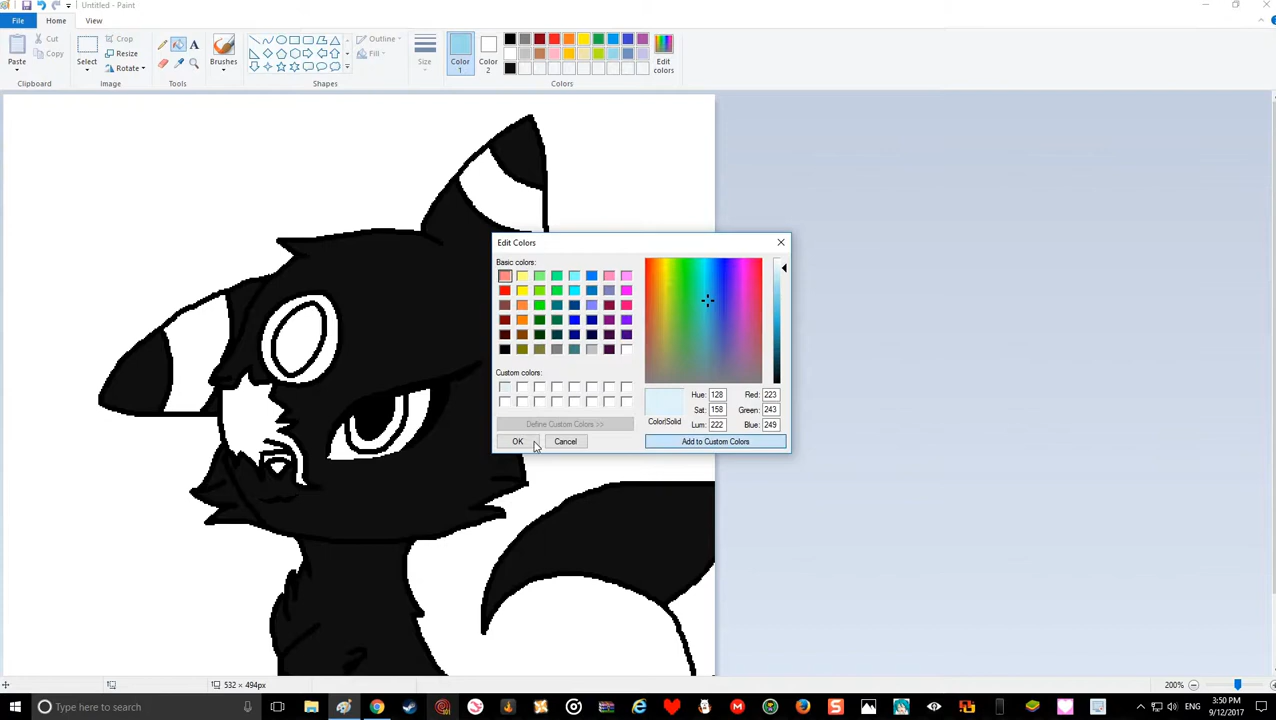 Untitled - Paint
File Home View
Paste
Cut
Copy
Clipboard
Select
Crop
Resize
Rotate
Image
A
Tools
Brushes
Outline
Fill
Shapes
Size
Color 1
Color 2
Edit colors
Colors
Edit Colors
Basic colors:
Custom colors:
Define Custom Colors >>
OK
Cancel
Color|Solid
Hue: 128
Sat: 158
Lum: 222
Red: 223
Green: 243
Blue: 249
Add to Custom Colors
532 × 494px
200%
Type here to search
ENG
3:50 PM
9/12/2017